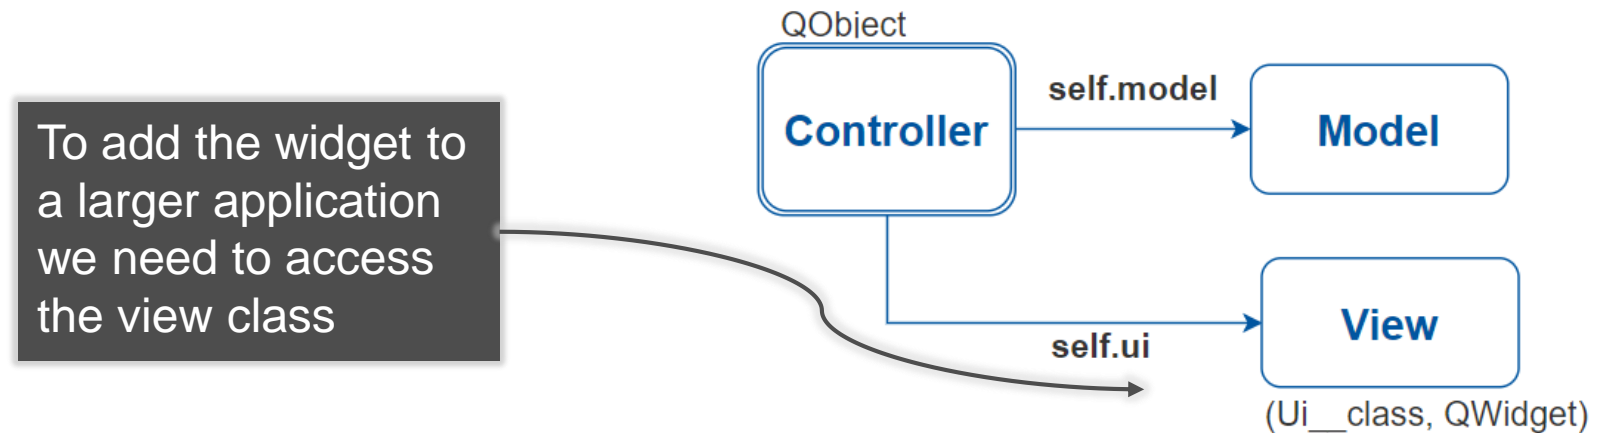 QObject
Controller
self.model
Model
To add the widget to
a larger application
we need to access
the view class
self.ui
View
(Ui__class, QWidget)